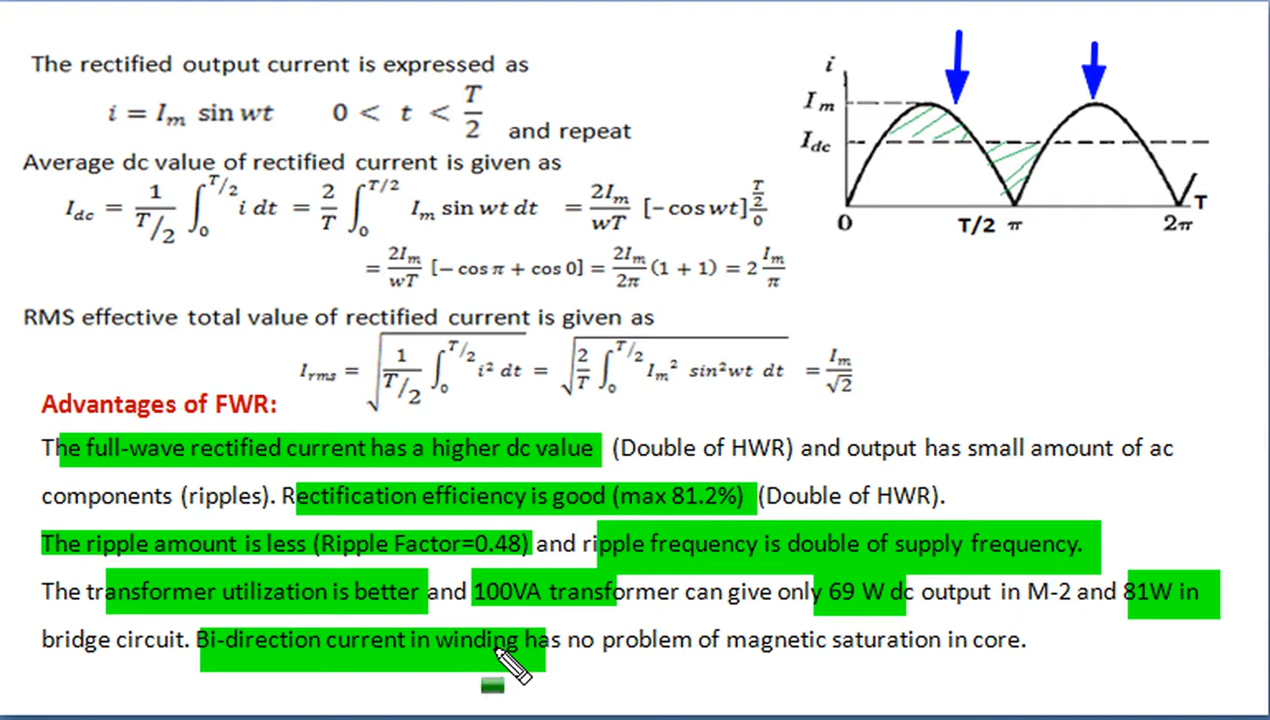 The rectified output current is expressed as
i = I_m sin wt 0 < t < T/2 and repeat
Average dc value of rectified current is given as
I_dc = 1/(T/2) ∫_0^{T/2} i dt = 2/T ∫_0^{T/2} I_m sin wt dt = 2I_m/wT [-cos wt] T/2 0
= 2I_m/wT [- cos π + cos 0] = 2I_m/2π (1 + 1) = 2 I_m/π
RMS effective total value of rectified current is given as
I_rms = √(1/(T/2) ∫_0^{T/2} i² dt) = √(2/T ∫_0^{T/2} I_m² sin²wt dt) = I_m/√2
i
I_m
I_dc
0 T/2 π 2π T
Advantages of FWR:
The full-wave rectified current has a higher dc value (Double of HWR) and output has small amount of ac
components (ripples). Rectification efficiency is good (max 81.2%) (Double of HWR).
The ripple amount is less (Ripple Factor=0.48) and ripple frequency is double of supply frequency.
The transformer utilization is better and 100VA transformer can give only 69 W dc output in M-2 and 81W in
bridge circuit. Bi-direction current in winding has no problem of magnetic saturation in core.